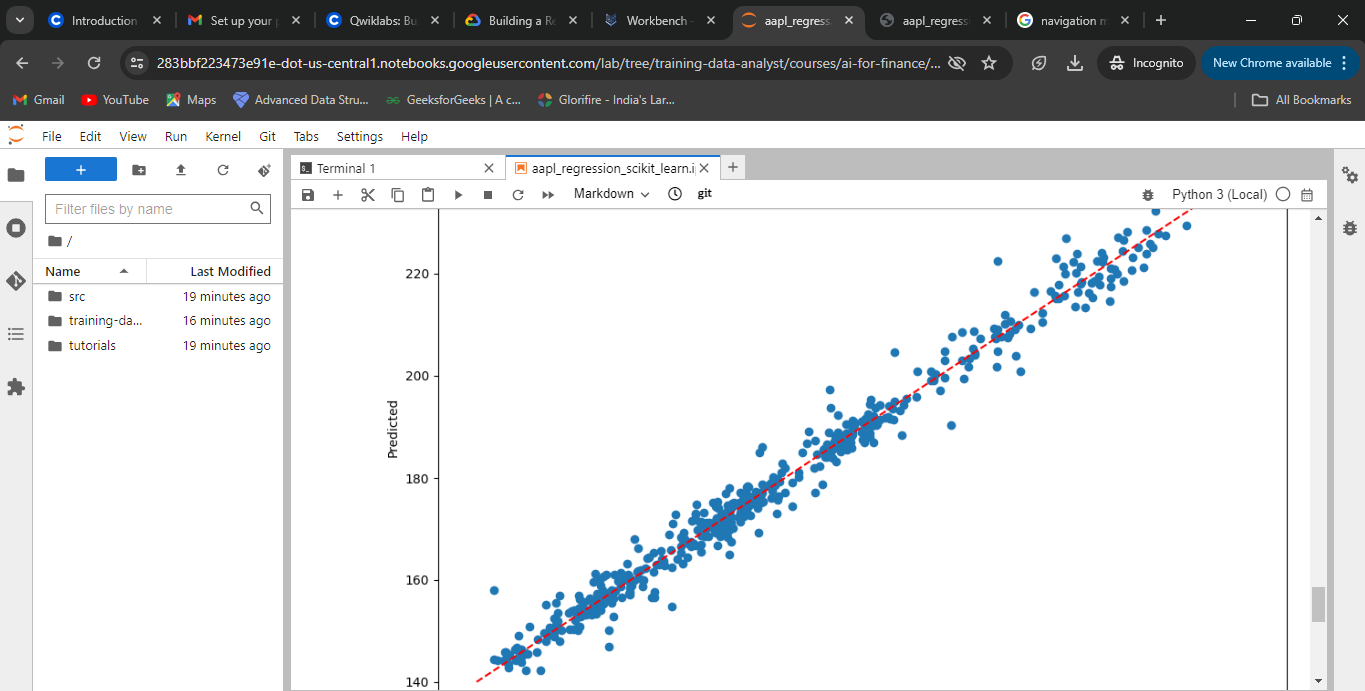 Introduction
Set up your
Qwiklabs: Bu
Building a Re
Workbench
aapl_regress
aapl_regress
navigation m
283bbf223473e91e-dot-us-central1.notebooks.googleusercontent.com/lab/tree/training-data-analyst/courses/ai-for-finance/...
Incognito
New Chrome available
Gmail
YouTube
Maps
Advanced Data Stru...
GeeksforGeeks | A c...
Glorifire - India's Lar...
All Bookmarks
File Edit View Run Kernel Git Tabs Settings Help
Terminal 1
aapl_regression_scikit_learn.i
Markdown
git
Python 3 (Local)
Filter files by name
/
Name Last Modified
src 19 minutes ago
training-da... 16 minutes ago
tutorials 19 minutes ago
220
200
Predicted
180
160
140